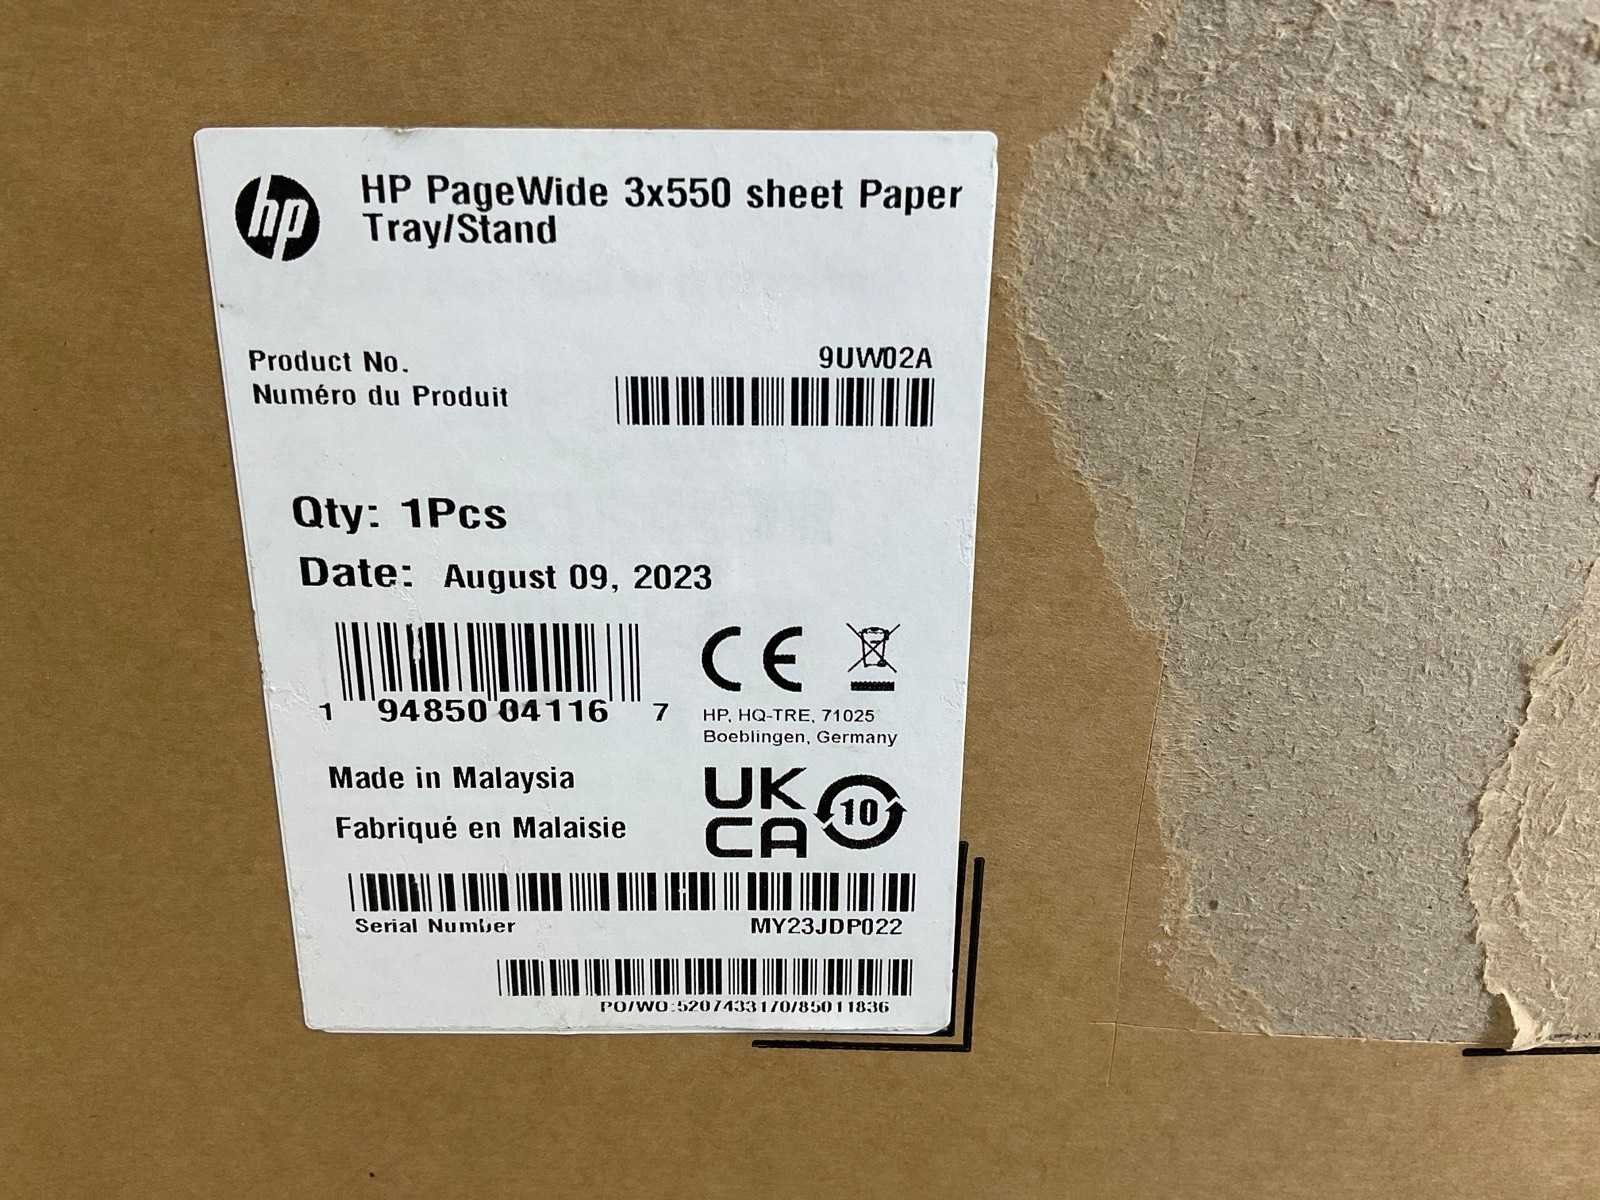 hp
HP PageWide 3x550 sheet Paper
Tray/Stand
Product No.
9UW02A
Numéro du Produit
Qty: 1Pcs
Date: August 09, 2023
1 94850 04116 7
CE
HP, HQ-TRE, 71025
Boeblingen, Germany
Made in Malaysia
Fabriqué en Malaisie
UK
CA
10
Serial Number MY23JDP022
PO/WO:5207433170/85011836